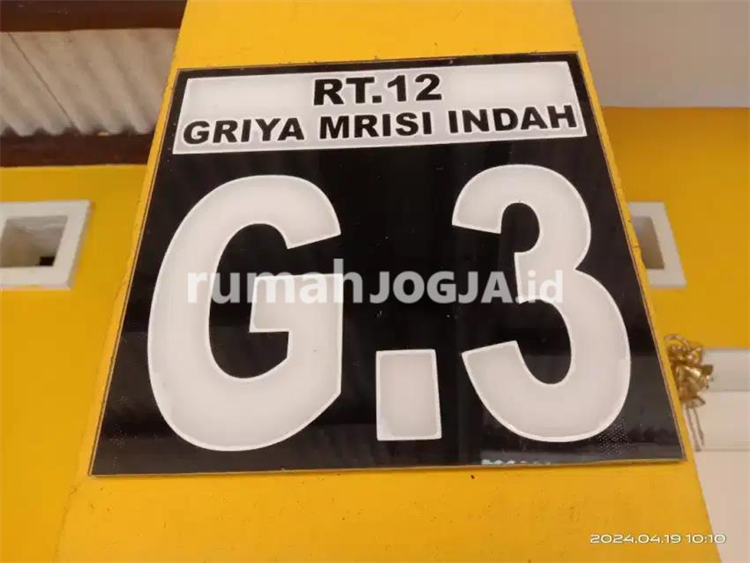 RT.12
GRIYA MRISI INDAH
G.3
rumahJOGJA.id
2024.04.19 10:10